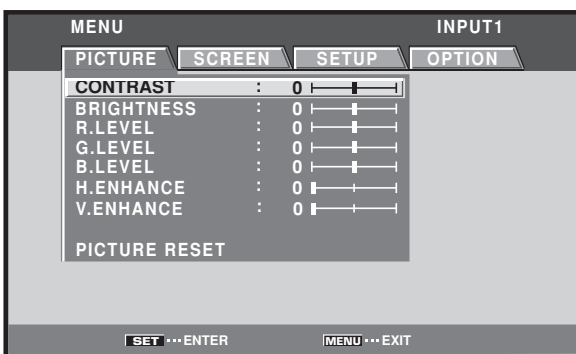 MENU INPUT1
PICTURE SCREEN SETUP OPTION
CONTRAST : 0
BRIGHTNESS : 0
R.LEVEL : 0
G.LEVEL : 0
B.LEVEL : 0
H.ENHANCE : 0
V.ENHANCE : 0
PICTURE RESET
SET ··· ENTER MENU ··· EXIT